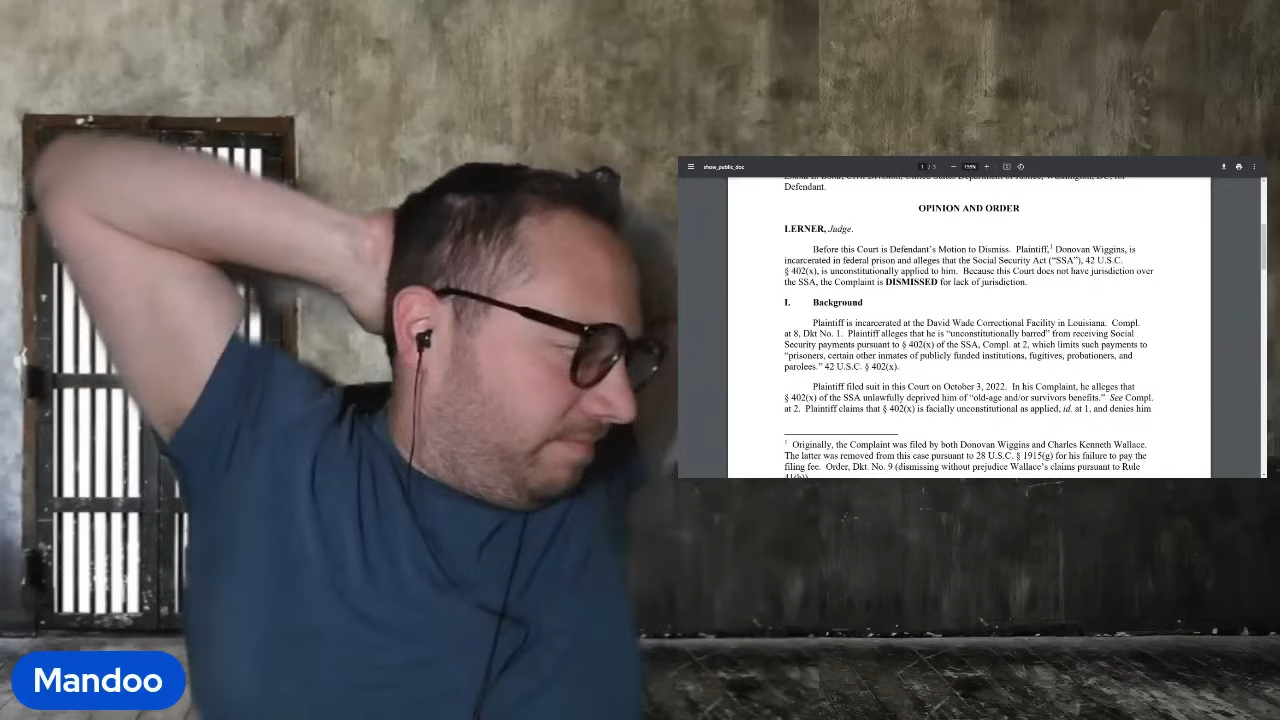 show_public_doc
1 / 3
155%
Defendant.
OPINION AND ORDER
LERNER, Judge.
Before this Court is Defendant's Motion to Dismiss. Plaintiff,1 Donovan Wiggins, is
incarcerated in federal prison and alleges that the Social Security Act ("SSA"), 42 U.S.C.
§ 402(x), is unconstitutionally applied to him. Because this Court does not have jurisdiction over
the SSA, the Complaint is DISMISSED for lack of jurisdiction.
I. Background
Plaintiff is incarcerated at the David Wade Correctional Facility in Louisiana. Compl.
at 8, Dkt No. 1. Plaintiff alleges that he is "unconstitutionally barred" from receiving Social
Security payments pursuant to § 402(x) of the SSA, Compl. at 2, which limits such payments to
"prisoners, certain other inmates of publicly funded institutions, fugitives, probationers, and
parolees." 42 U.S.C. § 402(x).
Plaintiff filed suit in this Court on October 3, 2022. In his Complaint, he alleges that
§ 402(x) of the SSA unlawfully deprived him of "old-age and/or survivors benefits." See Compl.
at 2. Plaintiff claims that § 402(x) is facially unconstitutional as applied, id. at 1, and denies him
1 Originally, the Complaint was filed by both Donovan Wiggins and Charles Kenneth Wallace.
The latter was removed from this case pursuant to 28 U.S.C. § 1915(g) for his failure to pay the
filing fee. Order, Dkt. No. 9 (dismissing without prejudice Wallace's claims pursuant to Rule
Mandoo